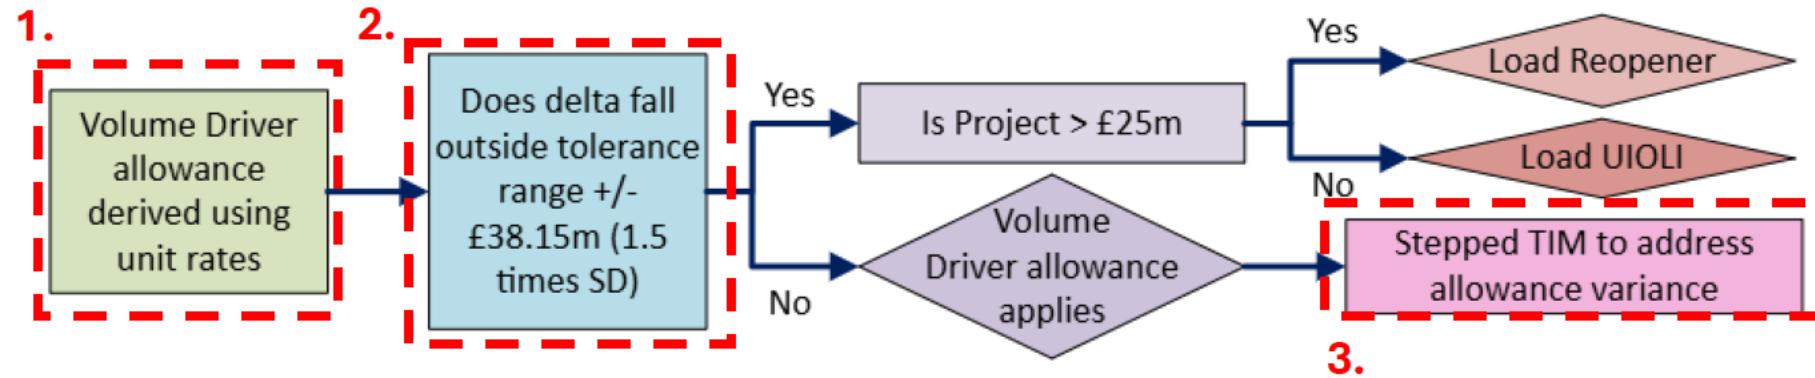 1.
Volume Driver
allowance
derived using
unit rates
2.
Does delta fall
outside tolerance
range +/-
£38.15m (1.5
times SD)
Yes
No
Is Project > £25m
Volume
Driver allowance
applies
Yes
Load Reopener
Load UIOLI
No
Stepped TIM to address
allowance variance
3.